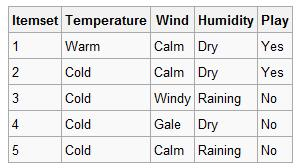 Itemset Temperature Wind Humidity Play
1 Warm Calm Dry Yes
2 Cold Calm Dry Yes
3 Cold Windy Raining No
4 Cold Gale Dry No
5 Cold Calm Raining No